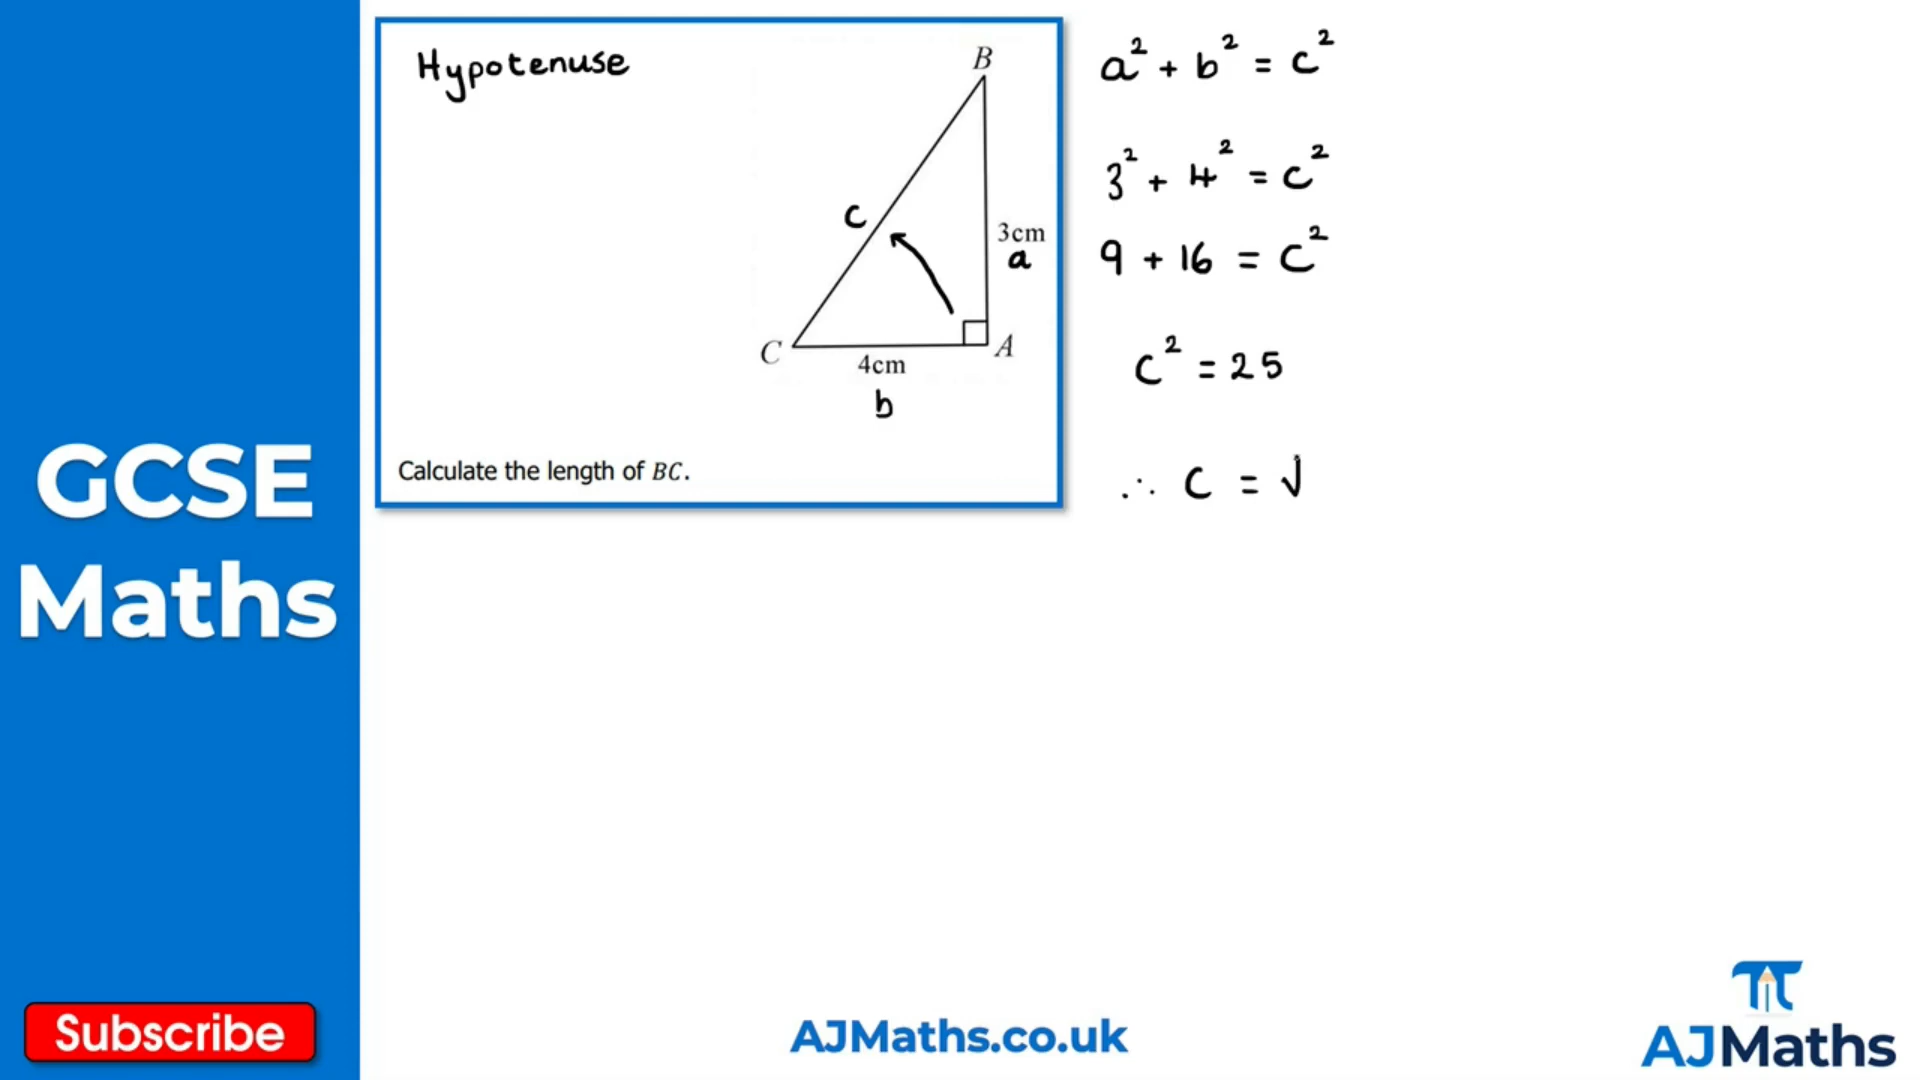 Hypotenuse
B
C
3cm
a
C
A
4cm
b
Calculate the length of BC.
a² + b² = c²
3² + 4² = c²
9 + 16 = c²
c² = 25
∴ c = √
GCSE
Maths
Subscribe
AJMaths.co.uk
AJMaths